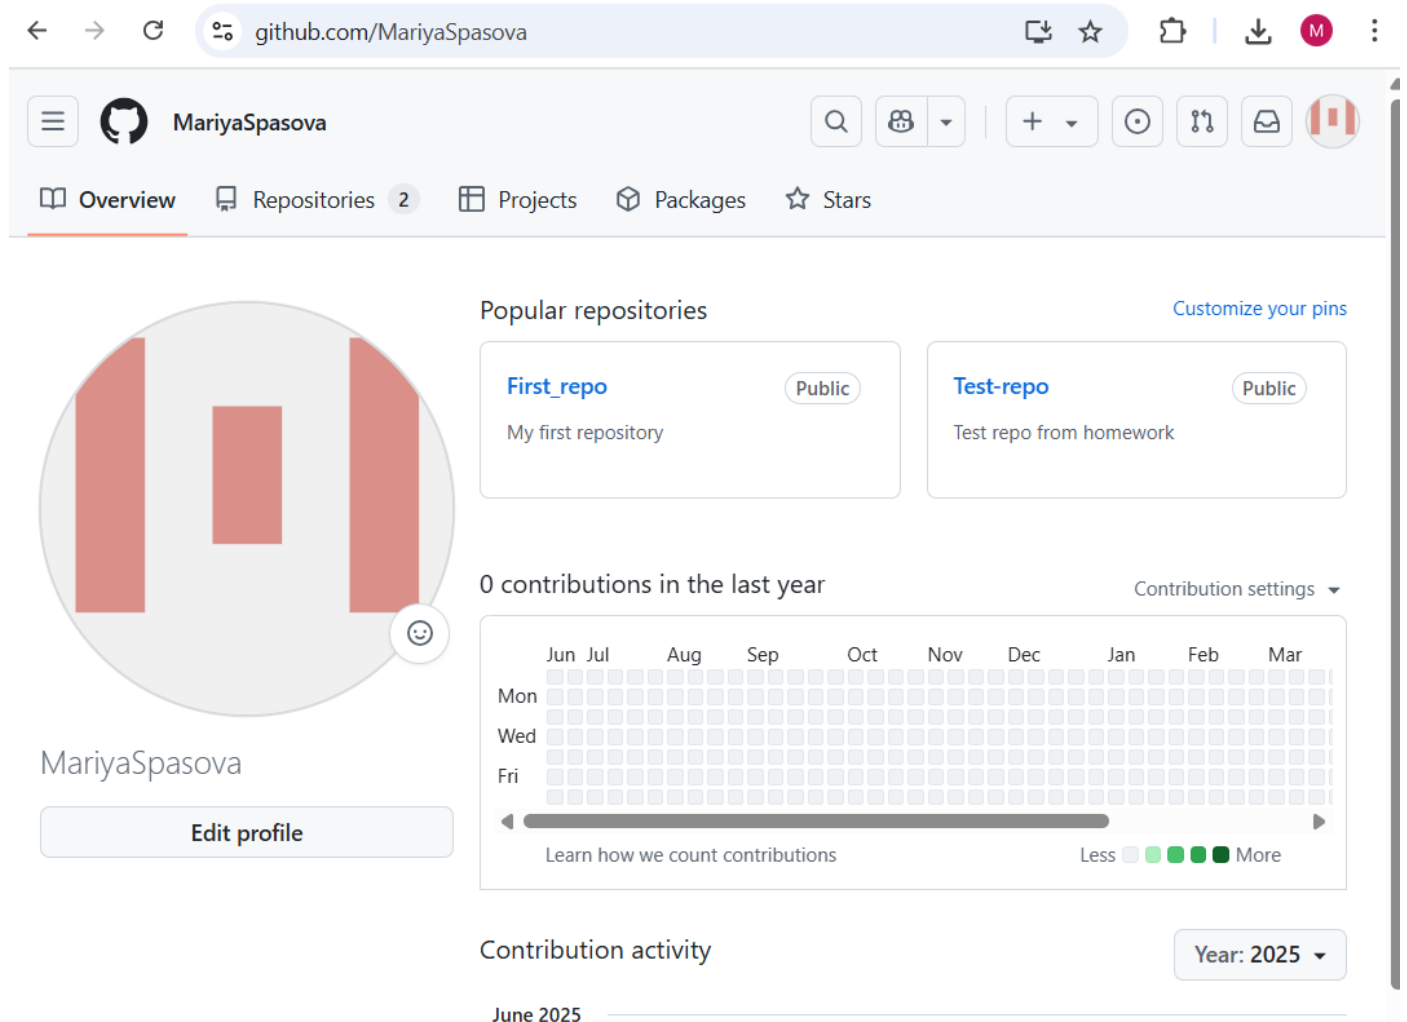 github.com/MariyaSpasova
M
MariyaSpasova
Overview Repositories 2 Projects Packages Stars
Popular repositories Customize your pins
First_repo Public
My first repository
Test-repo Public
Test repo from homework
0 contributions in the last year Contribution settings
Jun Jul Aug Sep Oct Nov Dec Jan Feb Mar
Mon
Wed
Fri
Learn how we count contributions Less More
MariyaSpasova
Edit profile
Contribution activity Year: 2025
June 2025